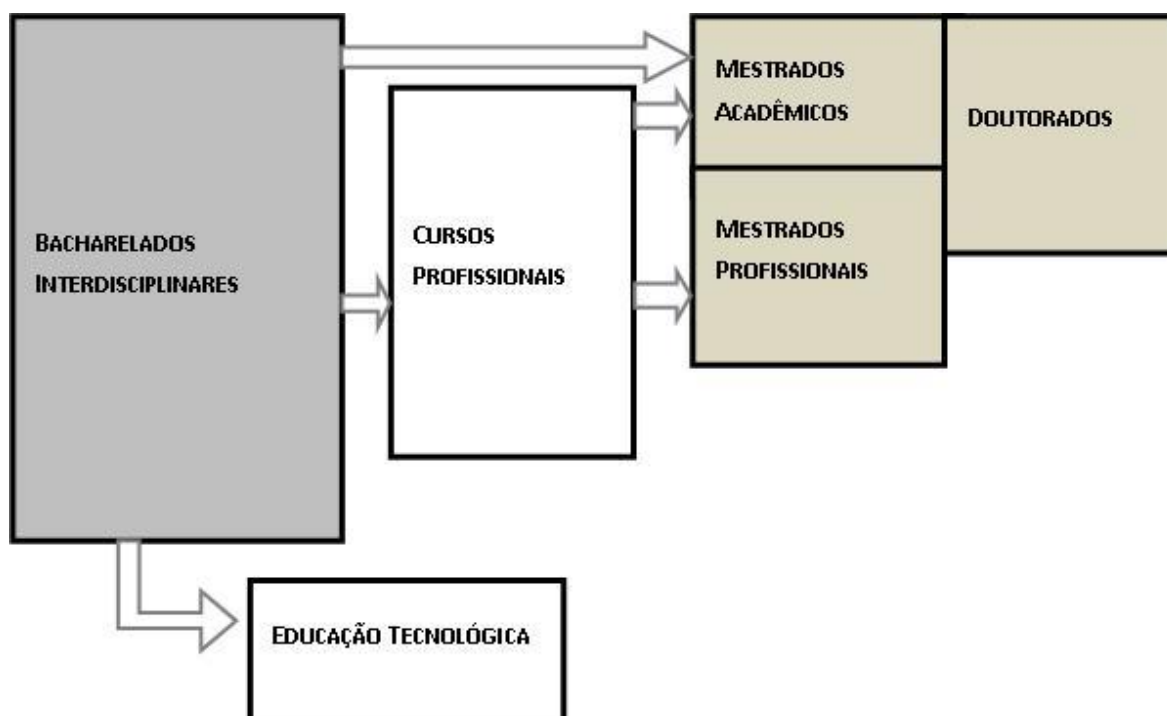 BACHARELADOS
INTERDISCIPLINARES
CURSOS
PROFISSIONAIS
MESTRADOS
ACADÊMICOS
MESTRADOS
PROFISSIONAIS
DOUTORADOS
EDUCAÇÃO TECNOLÓGICA